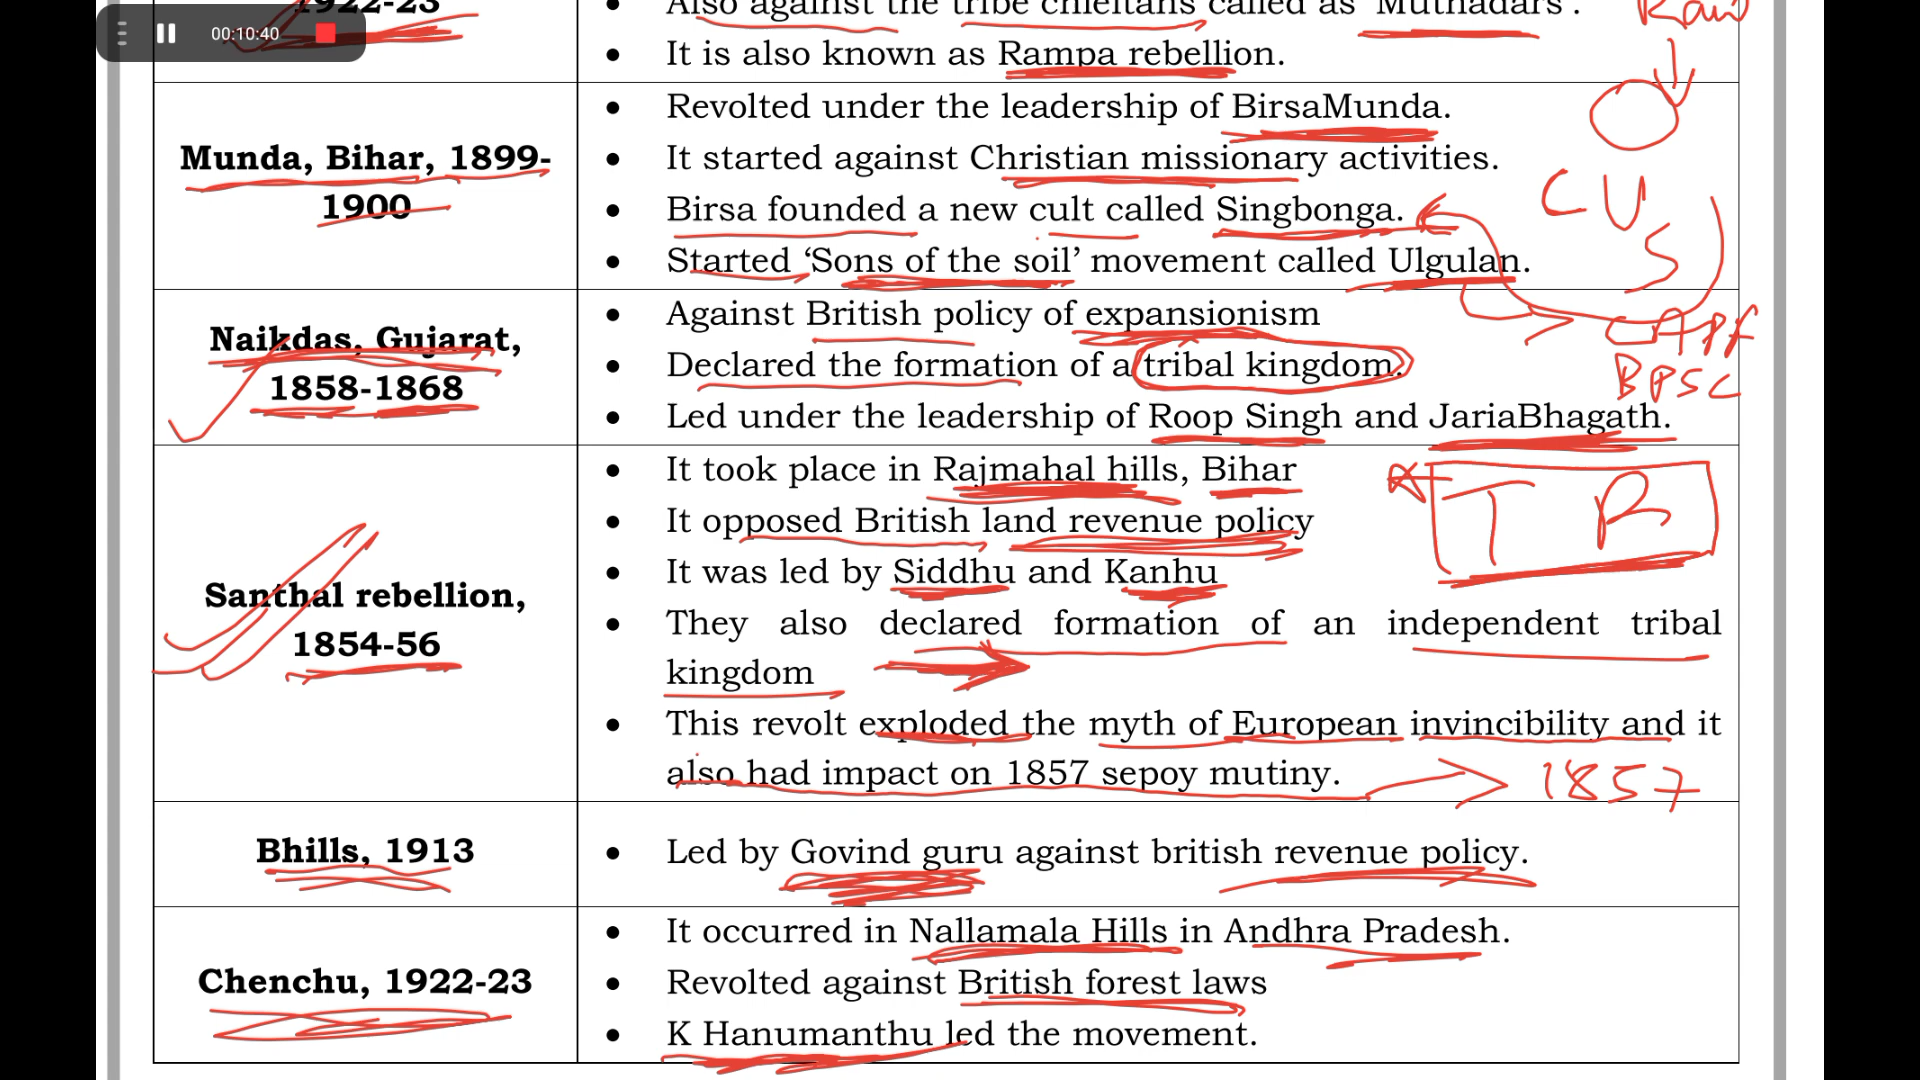 1922-23
00:10:40
• Also against the tribe chieftans called as 'Muthadars'.
• It is also known as Rampa rebellion.
Munda, Bihar, 1899-
1900
• Revolted under the leadership of BirsaMunda.
• It started against Christian missionary activities.
• Birsa founded a new cult called Singbonga.
• Started 'Sons of the soil' movement called Ulgulan.
C U
S
CAPF
BPSC
Naikdas, Gujarat,
1858-1868
• Against British policy of expansionism
• Declared the formation of a tribal kingdom.
• Led under the leadership of Roop Singh and JariaBhagath.
Santhal rebellion,
1854-56
• It took place in Rajmahal hills, Bihar
• It opposed British land revenue policy
• It was led by Siddhu and Kanhu
• They also declared formation of an independent tribal
kingdom
• This revolt exploded the myth of European invincibility and it
also had impact on 1857 sepoy mutiny.
T R
1857
Bhills, 1913
• Led by Govind guru against british revenue policy.
Chenchu, 1922-23
• It occurred in Nallamala Hills in Andhra Pradesh.
• Revolted against British forest laws
• K Hanumanthu led the movement.